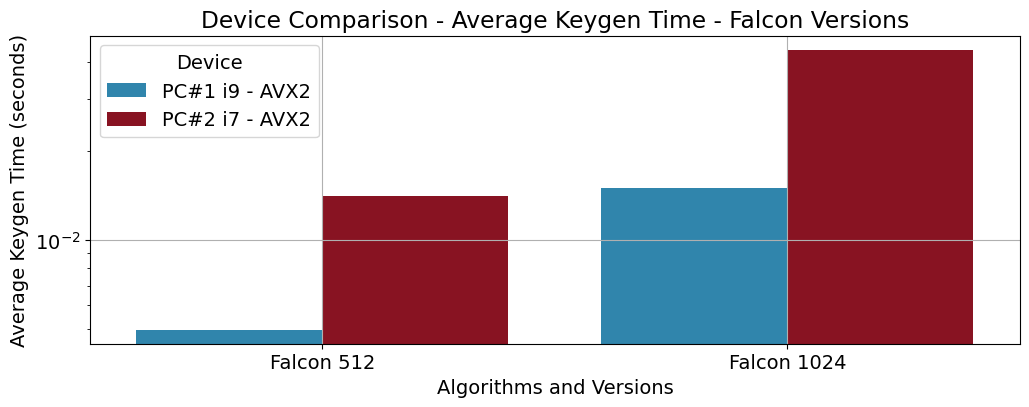 Device Comparison - Average Keygen Time - Falcon Versions
Average Keygen Time (seconds)
Device
PC#1 i9 - AVX2
PC#2 i7 - AVX2
10⁻²
Falcon 512
Falcon 1024
Algorithms and Versions